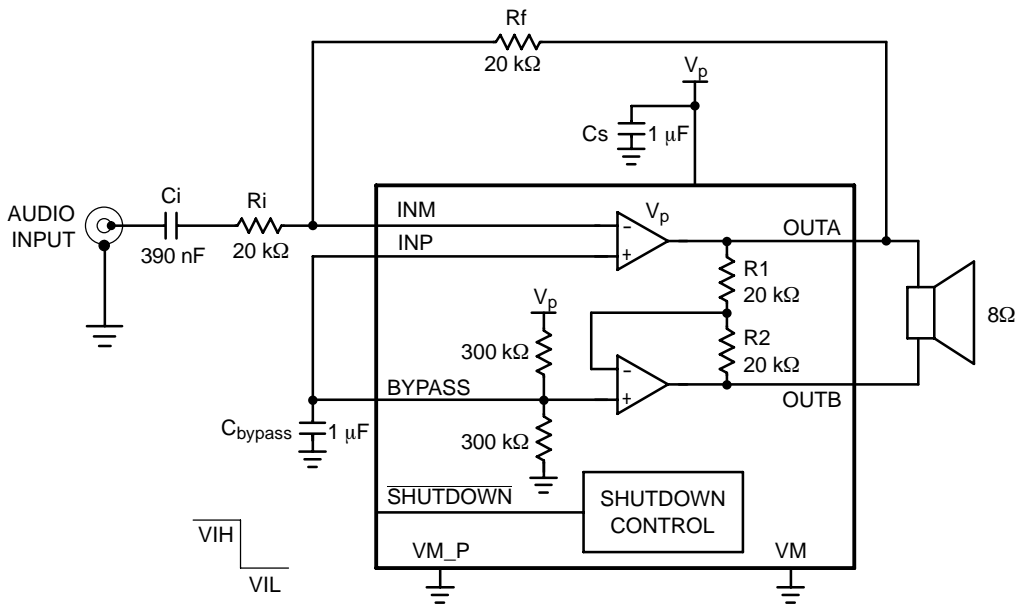 Rf
20 kΩ
Vp
Cs
1 μF
AUDIO
INPUT
Ci
390 nF
Ri
20 kΩ
INM
INP
Vp
OUTA
R1
20 kΩ
Vp
300 kΩ
R2
20 kΩ
8Ω
BYPASS
OUTB
Cbypass
1 μF
300 kΩ
SHUTDOWN
SHUTDOWN
CONTROL
VIH
VIL
VM_P
VM